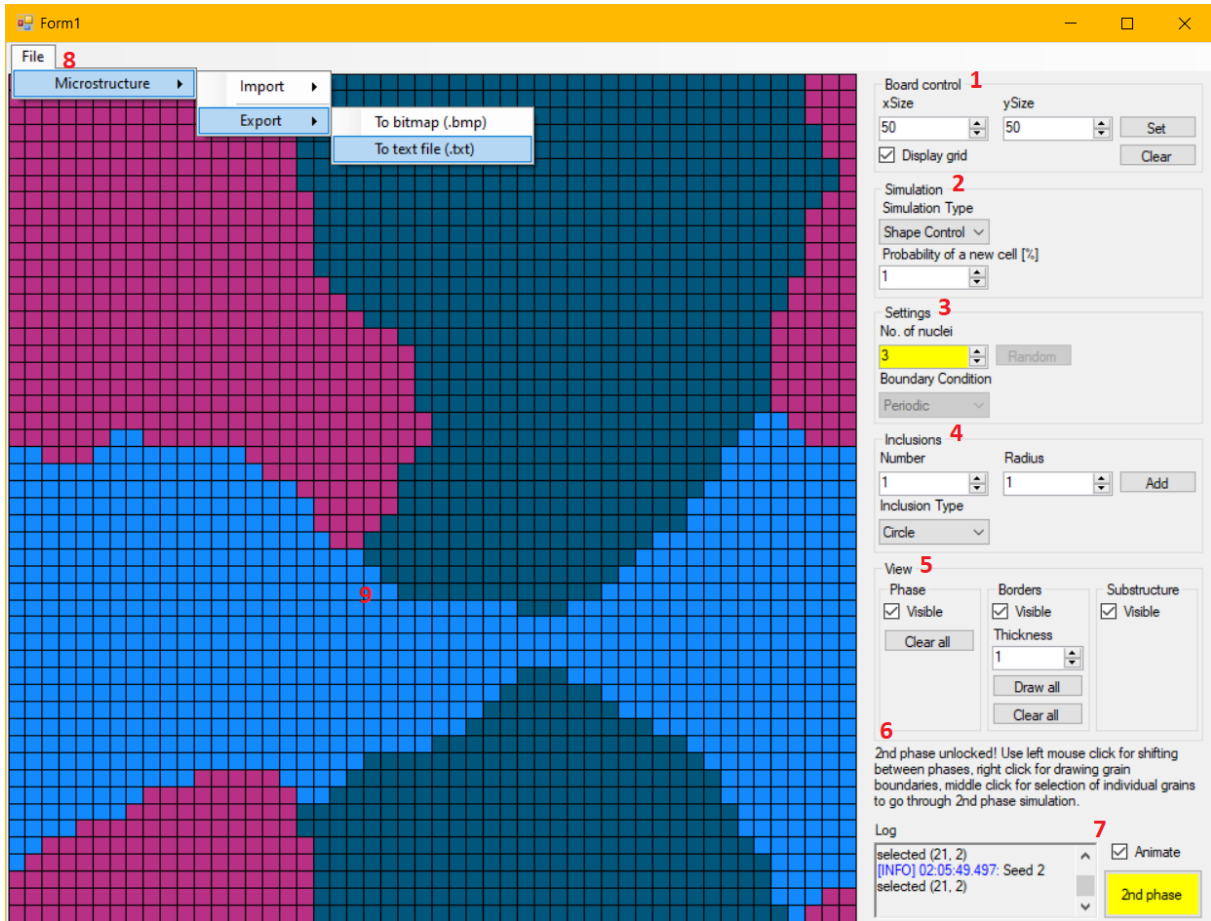 Form1
File 8
Microstructure
Import
Export
To bitmap (.bmp)
To text file (.txt)
Board control 1
xSize ySize
50 50 Set
Display grid Clear
Simulation 2
Simulation Type
Shape Control
Probability of a new cell [%]
1
Settings 3
No. of nuclei
3 Random
Boundary Condition
Periodic
Inclusions 4
Number Radius
1 1 Add
Inclusion Type
Circle
View 5
Phase Borders Substructure
Visible Visible Visible
Clear all Thickness
1
Draw all
Clear all
9
6
2nd phase unlocked! Use left mouse click for shifting
between phases, right click for drawing grain
boundaries, middle click for selection of individual grains
to go through 2nd phase simulation.
Log 7
selected (21, 2)
[INFO] 02:05:49.497: Seed 2
selected (21, 2)
Animate
2nd phase